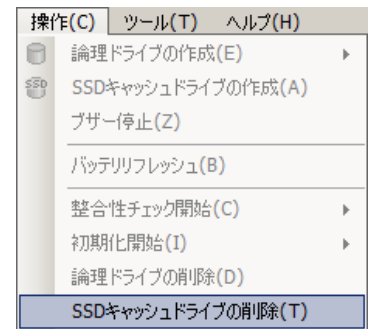 操作(C) ツール(T) ヘルプ(H)
論理ドライブの作成(E)
SSD SSDキャッシュドライブの作成(A)
ブザー停止(Z)
バッテリリフレッシュ(B)
整合性チェック開始(C)
初期化開始(I)
論理ドライブの削除(D)
SSDキャッシュドライブの削除(T)